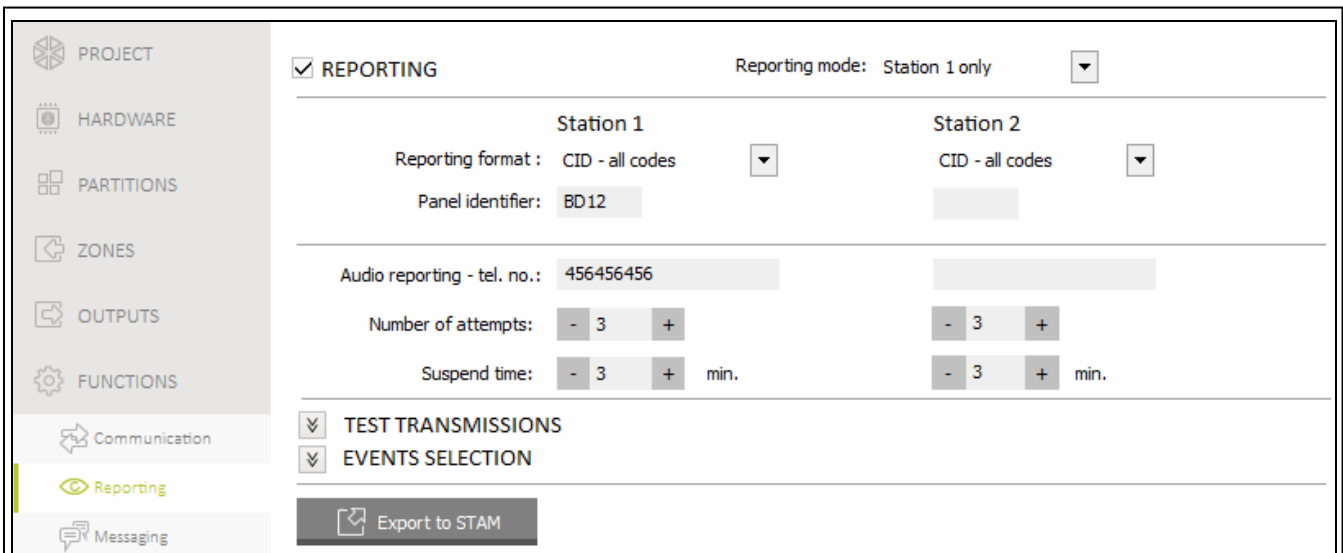 PROJECT
HARDWARE
PARTITIONS
ZONES
OUTPUTS
FUNCTIONS
Communication
Reporting
Messaging
REPORTING Reporting mode: Station 1 only
Station 1 Station 2
Reporting format : CID - all codes CID - all codes
Panel identifier: BD12
Audio reporting - tel. no.: 456456456
Number of attempts: - 3 + - 3 +
Suspend time: - 3 + min. - 3 + min.
TEST TRANSMISSIONS
EVENTS SELECTION
Export to STAM